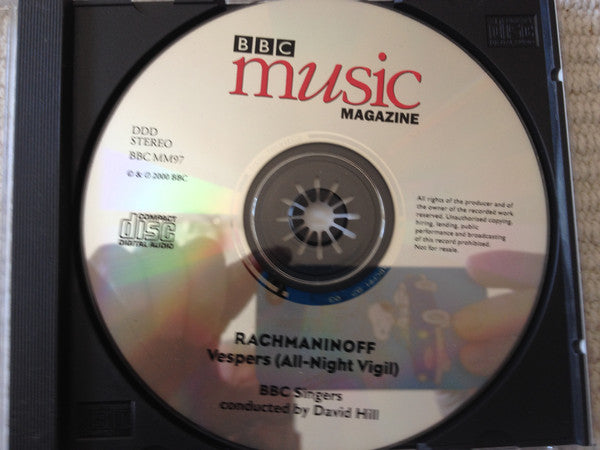 BBC
music
MAGAZINE
DDD
STEREO
BBC MM97
℗ & © 2000 BBC
COMPACT
disc
DIGITAL AUDIO
All rights of the producer and of
the owner of the recorded work
reserved. Unauthorised copying,
hiring, lending, public
performance and broadcasting
of this record prohibited.
Not for resale.
RACHMANINOFF
Vespers (All-Night Vigil)
BBC Singers
conducted by David Hill